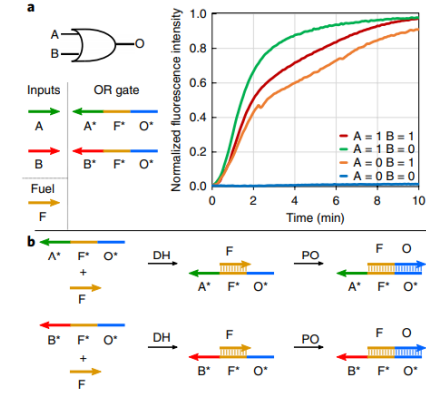 a
A
B
O
Inputs OR gate
A A* F* O*
B B* F* O*
Fuel
F
Normalized fluorescence intensity
1.0
0.8
0.6
0.4
0.2
0.0
0 2 4 6 8 10
Time (min)
A = 1 B = 1
A = 1 B = 0
A = 0 B = 1
A = 0 B = 0
b
A* F* O*
+
F
DH
F
A* F* O*
PO
F O
A* F* O*
B* F* O*
+
F
DH
F
B* F* O*
PO
F O
B* F* O*